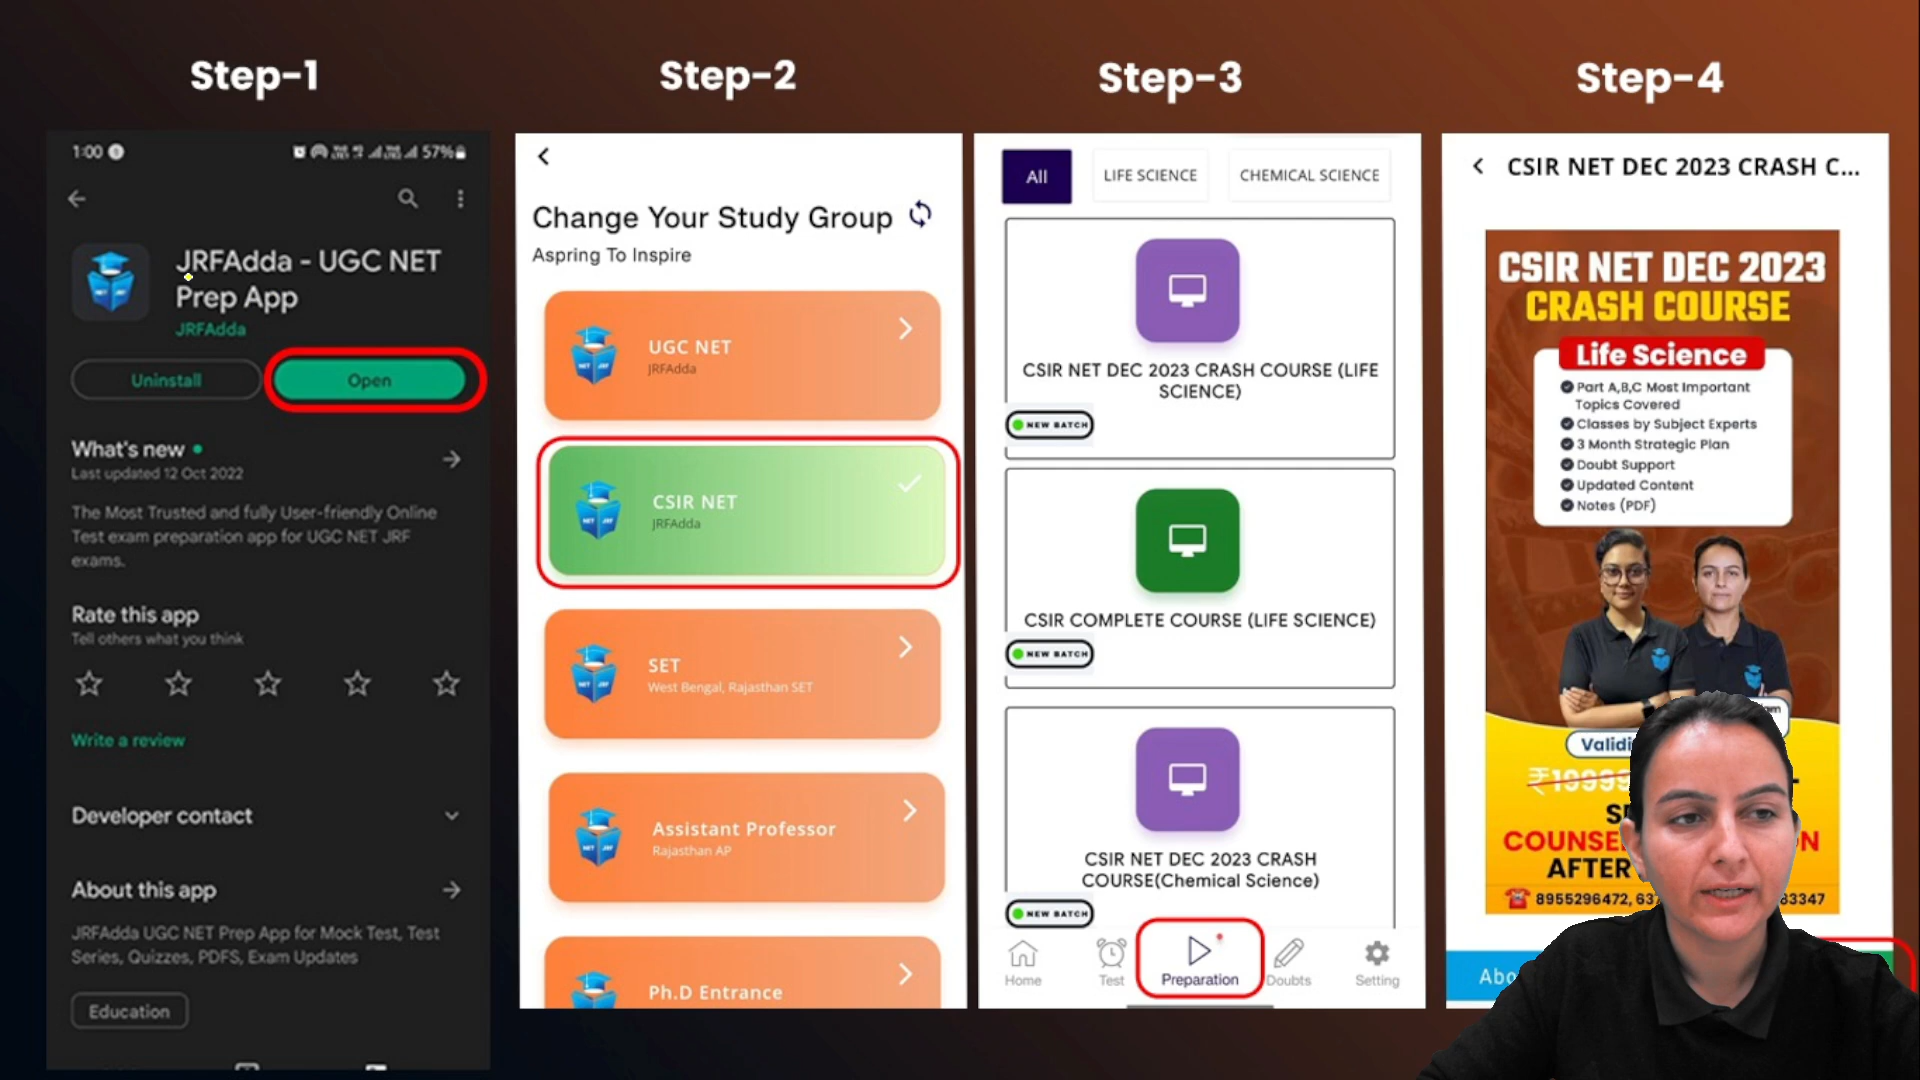 Step-1
Step-2
Step-3
Step-4
1:00
57%
JRFAdda - UGC NET
Prep App
JRFAdda
Uninstall
Open
What's new
Last updated 12 Oct 2022
The Most Trusted and fully User-friendly Online
Test exam preparation app for UGC NET JRF
exams.
Rate this app
Tell others what you think
Write a review
Developer contact
About this app
JRFAdda UGC NET Prep App for Mock Test, Test
Series, Quizzes, PDFS, Exam Updates
Education
Change Your Study Group
Aspring To Inspire
UGC NET
JRFAdda
CSIR NET
JRFAdda
SET
West Bengal, Rajasthan SET
Assistant Professor
Rajasthan AP
Ph.D Entrance
All
LIFE SCIENCE
CHEMICAL SCIENCE
CSIR NET DEC 2023 CRASH COURSE (LIFE
SCIENCE)
NEW BATCH
CSIR COMPLETE COURSE (LIFE SCIENCE)
NEW BATCH
CSIR NET DEC 2023 CRASH
COURSE(Chemical Science)
NEW BATCH
Home
Test
Preparation
Doubts
Setting
CSIR NET DEC 2023 CRASH C...
CSIR NET DEC 2023
CRASH COURSE
Life Science
Part A,B,C Most Important
Topics Covered
Classes by Subject Experts
3 Month Strategic Plan
Doubt Support
Updated Content
Notes (PDF)
AFTER
8955296472,